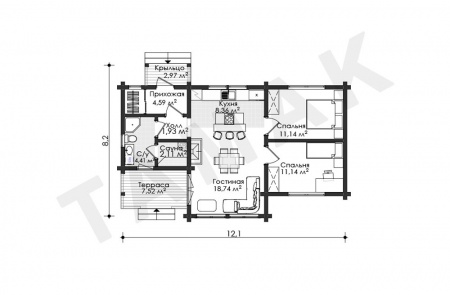 Крыльцо
2,97 м²
Прихожая
4,59 м²
Кухня
8,36 м²
Холл
1,93 м²
Спальня
11,14 м²
Сауна
2,11 м²
С/у
4,41 м²
Спальня
11,14 м²
Терраса
7,52 м²
Гостиная
18,74 м²
8,2
12,1
TAMAK